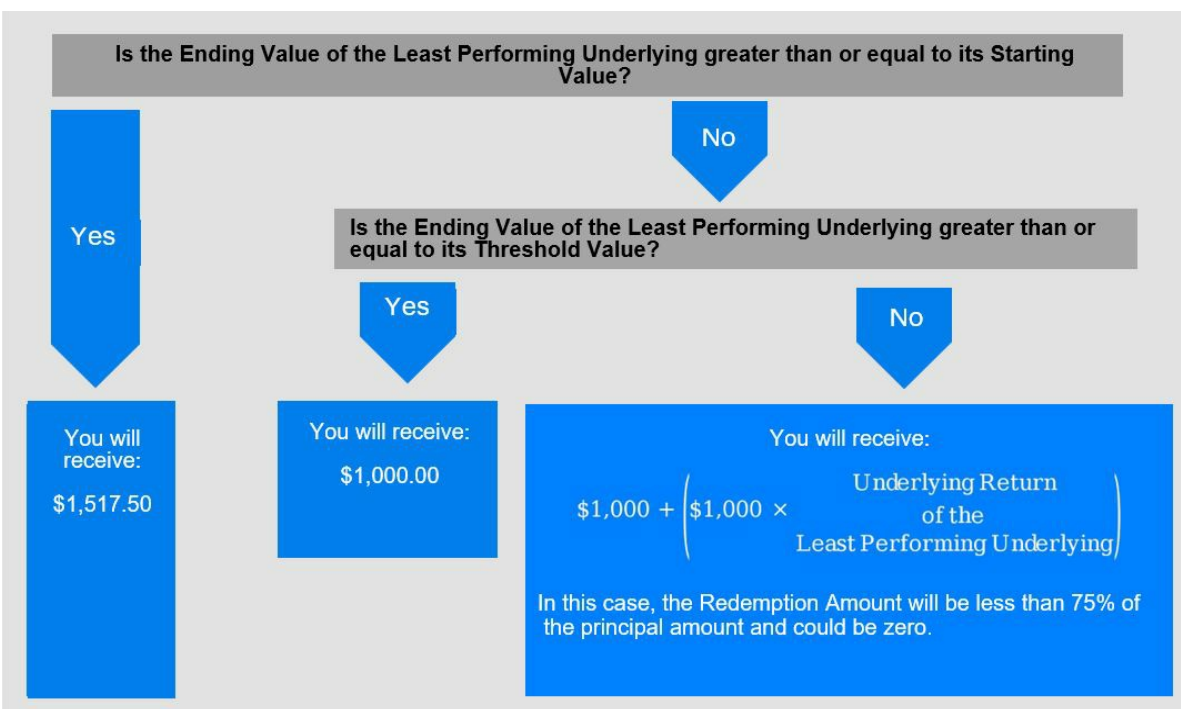 Is the Ending Value of the Least Performing Underlying greater than or equal to its Starting
Value?
Yes
No
Is the Ending Value of the Least Performing Underlying greater than or
equal to its Threshold Value?
Yes
No
You will
receive:
$1,517.50
You will receive:
$1,000.00
You will receive:
$1,000 + ($1,000 × Underlying Return
of the
Least Performing Underlying)
In this case, the Redemption Amount will be less than 75% of
the principal amount and could be zero.